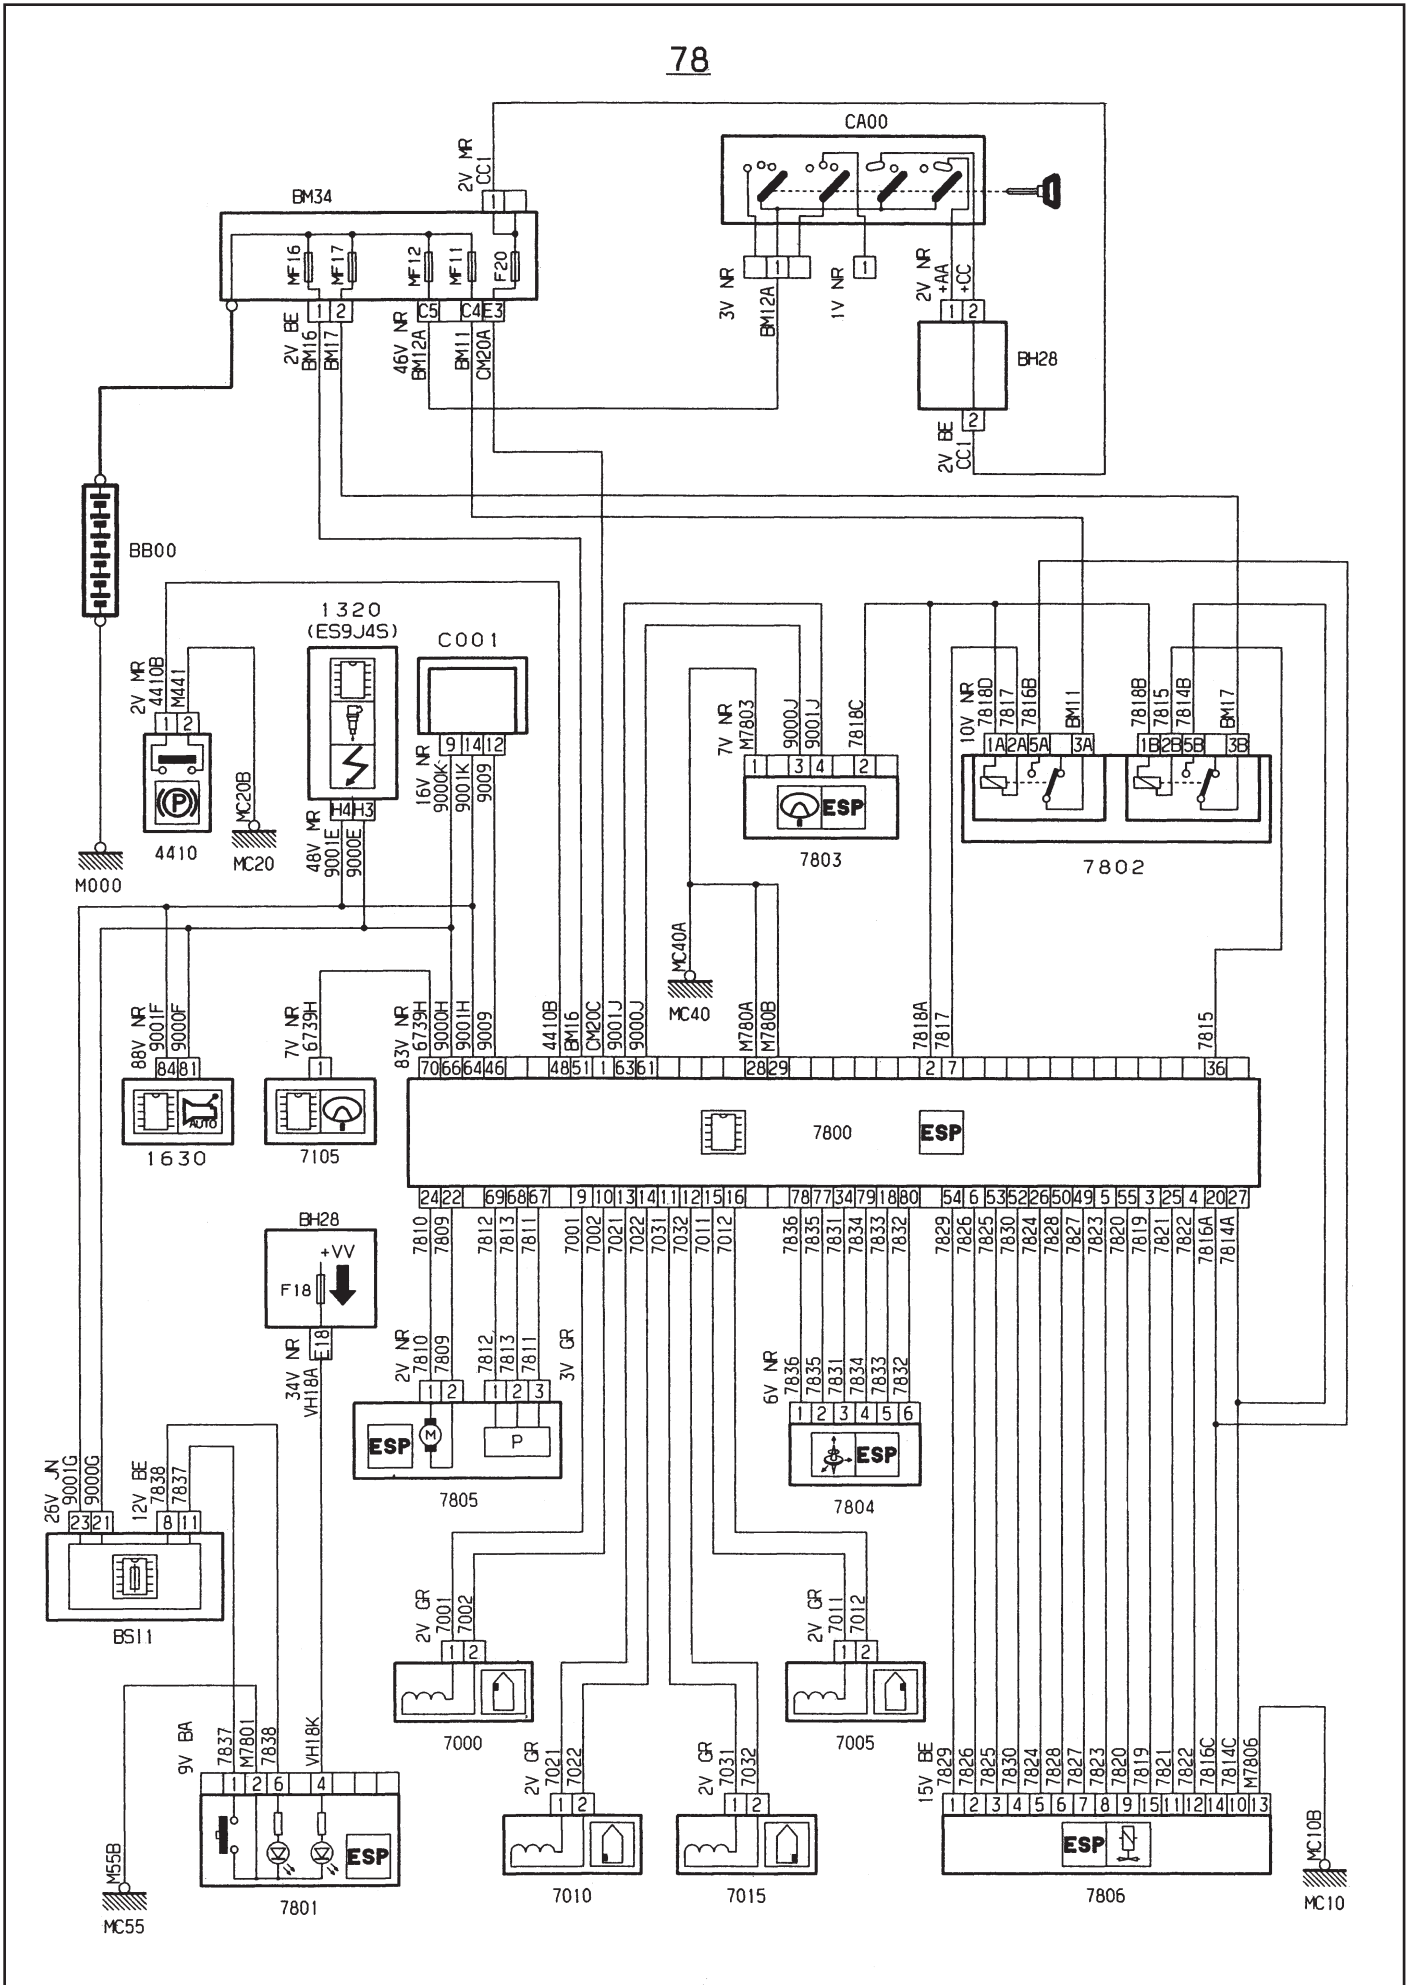 78
CA00
2V MR
CC1
BM34
1
MF16
MF17
MF12
MF11
F20
1
2
C5
C4
E3
2V BE
BM16
BM17
46V NR
BM12A
BM11
CM20A
3V NR
1
BM12A
1V NR
1
2V NR
+AA
+CC
1
2
BH28
2
2V BE
CC1
BB00
M000
1320
(ES9J4S)
C001
2V MR
4410B
M441
1
2
P
4410
MC20B
MC20
H4
H3
48V MR
9001E
9000E
9
14
12
16V NR
9000K
9001K
9009
7V NR
M7803
9000J
9001J
7818C
1
3
4
2
ESP
7803
10V NR
7818D
7817
7816B
BM11
7818B
7815
7814B
BM17
1A
2A
5A
3A
1B
2B
5B
3B
7802
MC40A
MC40
88V NR
9001F
9000F
84
81
AUTO
1630
7V NR
6739H
1
7105
83V NR
6739H
9000H
9001H
9009
4410B
BM16
CM20C
9001J
9000J
M780A
M780B
7818A
7817
7815
70
66
64
46
48
51
1
63
61
28
29
2
7
36
7800
ESP
24
22
69
68
67
9
10
13
14
11
12
15
16
78
77
34
79
18
80
54
6
53
52
26
50
49
5
55
3
25
4
20
27
7810
7809
7812
7813
7811
7001
7002
7021
7022
7031
7032
7011
7012
7836
7835
7831
7834
7833
7832
7829
7826
7825
7830
7824
7828
7827
7823
7820
7819
7821
7822
7816A
7814A
BH28
+VV
F18
E18
34V NR
VH18A
2V NR
7810
7809
7812
7813
7811
3V GR
1
2
1
2
3
ESP
M
P
7805
6V NR
7836
7835
7831
7834
7833
7832
1
2
3
4
5
6
ESP
7804
26V JN
9001G
9000G
12V BE
7838
7837
23
21
8
11
BSI1
2V GR
7001
7002
1
2
7000
2V GR
7011
7012
1
2
7005
9V BA
7837
M7801
7838
VH18K
1
2
6
4
ESP
7801
M55B
MC55
2V GR
7021
7022
1
2
7010
2V GR
7031
7032
1
2
7015
15V BE
7829
7826
7825
7830
7824
7828
7827
7823
7820
7819
7821
7822
7816C
7814C
M7806
1
2
3
4
5
6
7
8
9
15
11
12
14
10
13
ESP
7806
MC10B
MC10